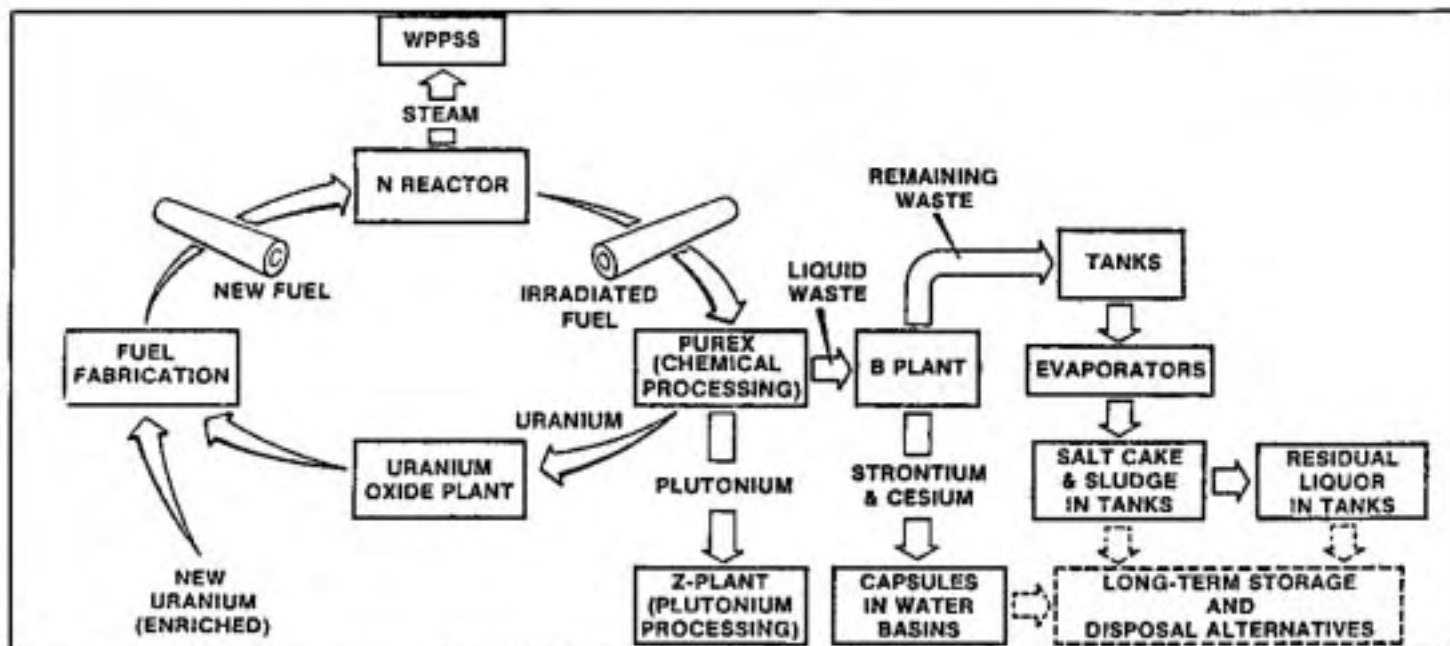 WPPSS
STEAM
N REACTOR
NEW FUEL
IRRADIATED
FUEL
REMAINING
WASTE
LIQUID
WASTE
TANKS
FUEL
FABRICATION
PUREX
(CHEMICAL
PROCESSING)
B PLANT
EVAPORATORS
URANIUM
URANIUM
OXIDE PLANT
PLUTONIUM
STRONTIUM
& CESIUM
SALT CAKE
& SLUDGE
IN TANKS
RESIDUAL
LIQUOR
IN TANKS
NEW
URANIUM
(ENRICHED)
Z-PLANT
(PLUTONIUM
PROCESSING)
CAPSULES
IN WATER
BASINS
LONG-TERM STORAGE
AND
DISPOSAL ALTERNATIVES